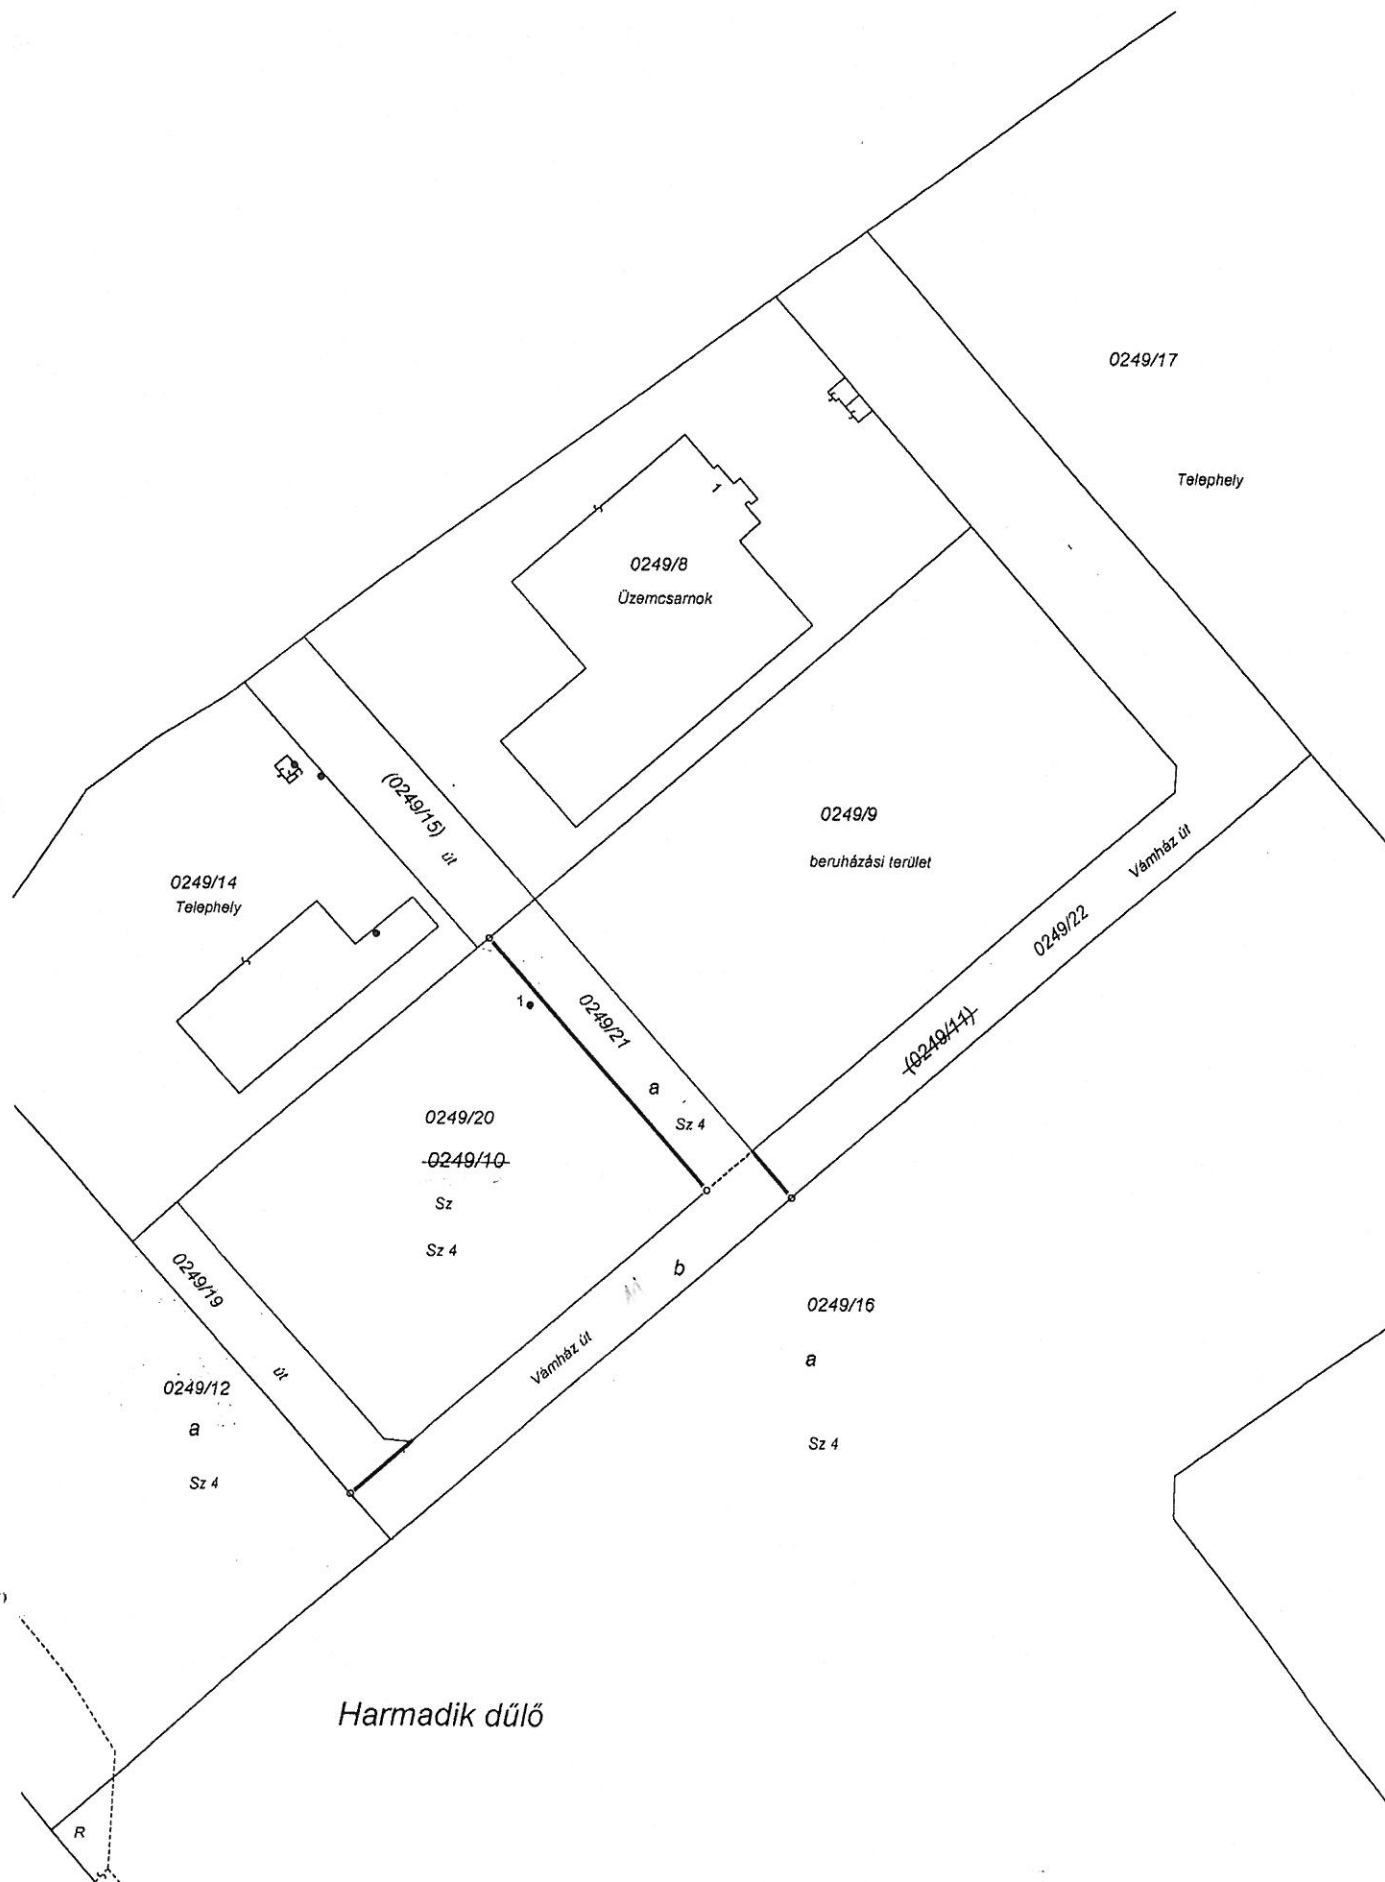 0249/17
Telephely
1
0249/8
Üzemcsarnok
(0249/15)
út
0249/9
beruházási terület
Vámház út
0249/14
Telephely
0249/22
(0249/11)
1
0249/21
a
Sz 4
0249/20
0249/10
Sz
Sz 4
0249/19
út
b
Vámház út
0249/16
a
Sz 4
0249/12
a
Sz 4
Harmadik dűlő
R